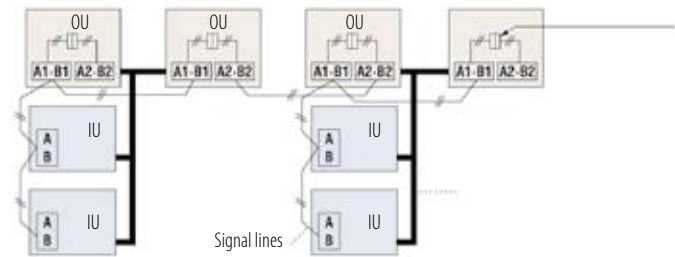 OU OU OU
A1·B1 A2·B2 A1·B1 A2·B2 A1·B1 A2·B2 A1·B1 A2·B2
IU IU
A A
B B
IU IU
A A
B B
Signal lines